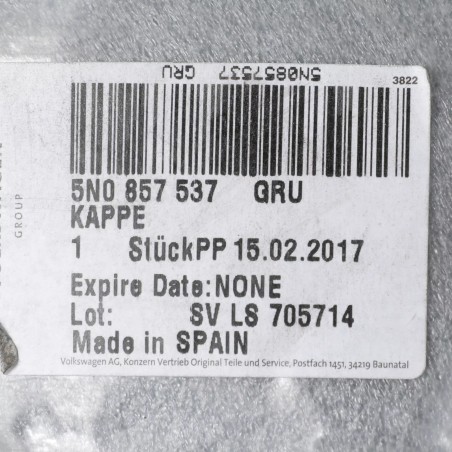 5N0857537 GRU
3822
5N0 857 537 GRU
KAPPE
1 StückPP 15.02.2017
Expire Date:NONE
Lot: SV LS 705714
Made in SPAIN
Volkswagen AG, Konzern Vertrieb Original Teile und Service, Postfach 1451, 34219 Baunatal
GROUP